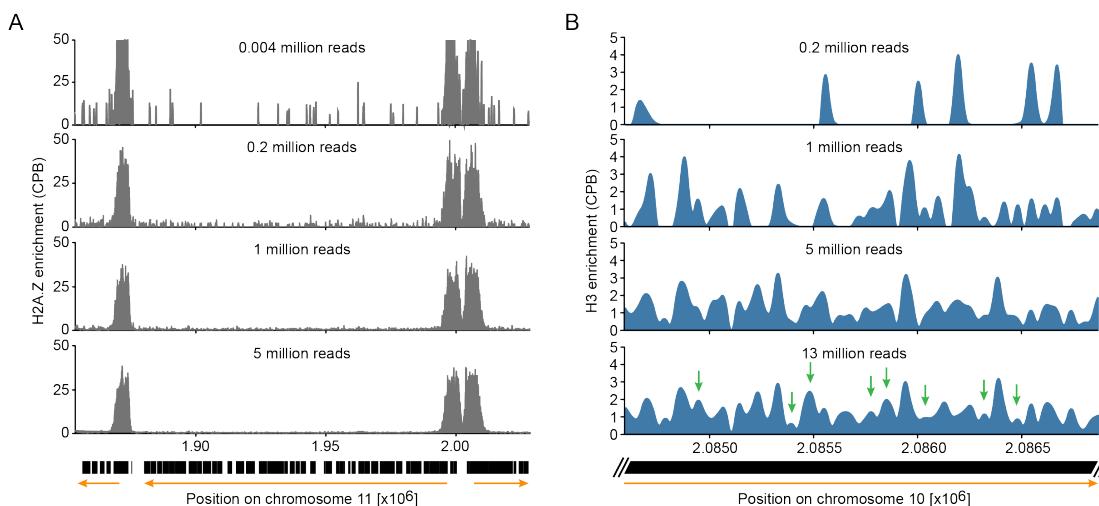 A
H2A.Z enrichment (CPB)
0.004 million reads
50
25
0
0.2 million reads
50
25
0
1 million reads
50
25
0
5 million reads
50
25
0
1.90 1.95 2.00
Position on chromosome 11 [x10^6]
B
H3 enrichment (CPB)
0.2 million reads
5
4
3
2
1
0
1 million reads
5
4
3
2
1
0
5 million reads
5
4
3
2
1
0
13 million reads
5
4
3
2
1
0
2.0850 2.0855 2.0860 2.0865
Position on chromosome 10 [x10^6]